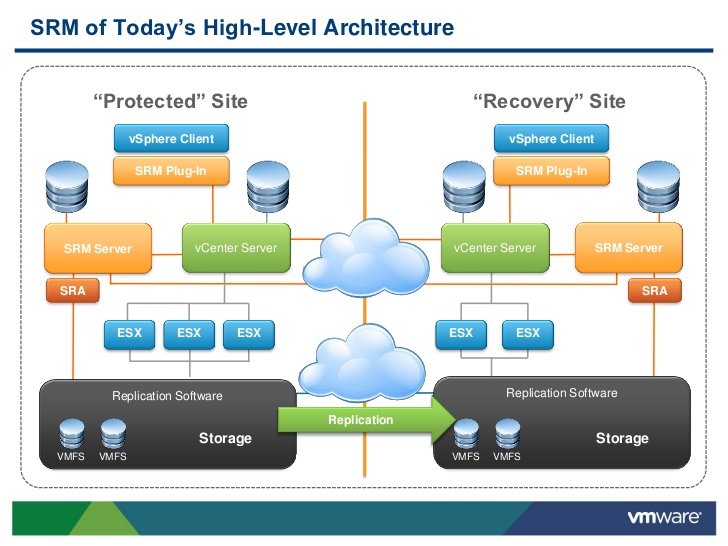 SRM of Today’s High-Level Architecture
“Protected” Site
“Recovery” Site
vSphere Client
vSphere Client
SRM Plug-In
SRM Plug-In
SRM Server
vCenter Server
vCenter Server
SRM Server
SRA
SRA
ESX
ESX
ESX
ESX
ESX
Replication Software
Replication Software
Replication
Storage
Storage
VMFS
VMFS
VMFS
VMFS
vmware®